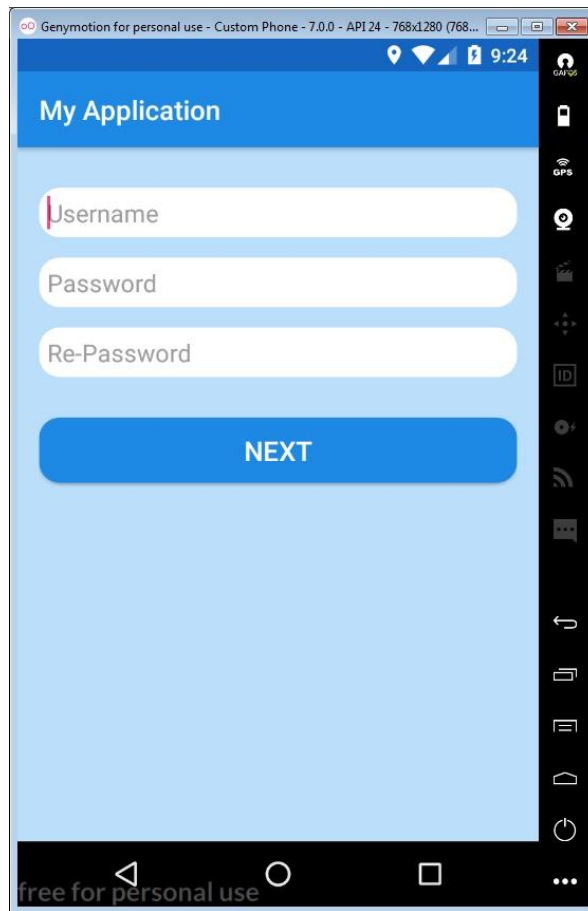 Genymotion for personal use - Custom Phone - 7.0.0 - API 24 - 768x1280 (768...
9:24
GAPPS
My Application
GPS
Username
Password
Re-Password
ID
NEXT
free for personal use